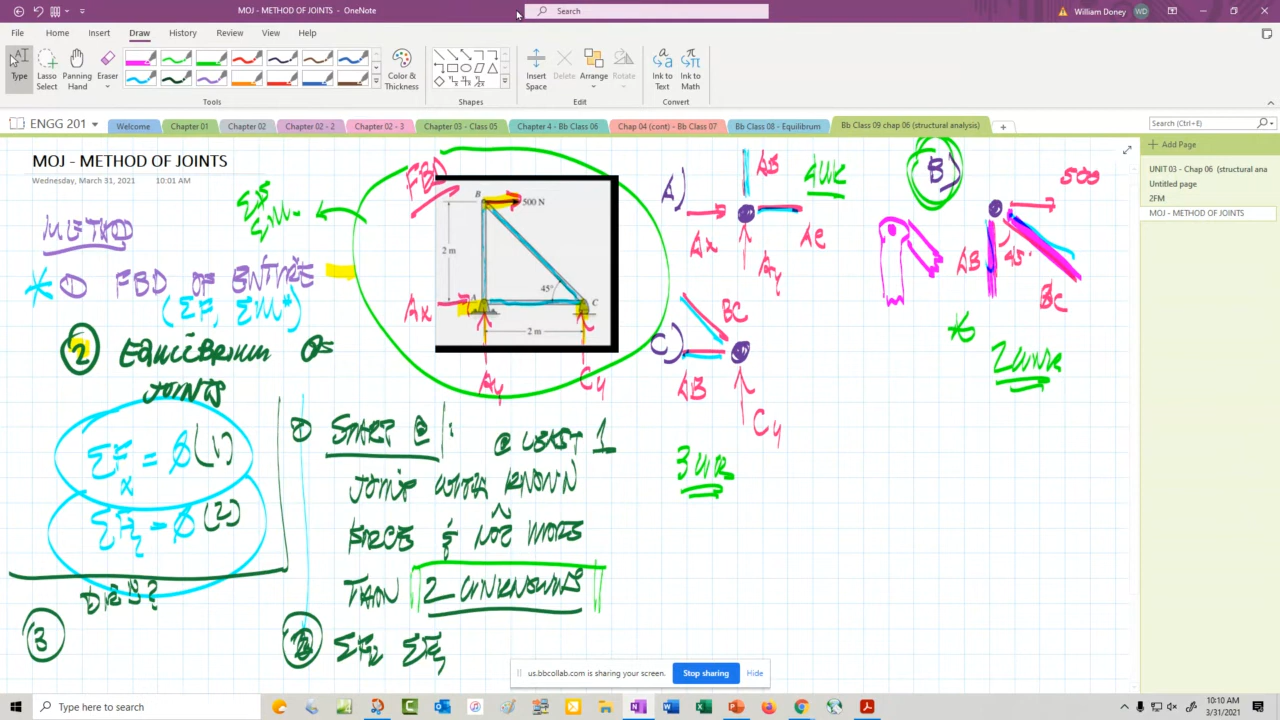 MOJ - METHOD OF JOINTS - OneNote
Search
William Doney
WD
File Home Insert Draw History Review View Help
Type
Lasso Select
Panning Hand
Eraser
Color & Thickness
Insert Space
Delete
Arrange
Rotate
Ink to Text
Ink to Math
Tools
Shapes
Edit
Convert
ENGG 201
Welcome
Chapter 01
Chapter 02
Chapter 02 - 2
Chapter 02 - 3
Chapter 03 - Class 05
Chapter 4 - Bb Class 06
Chap 04 (cont) - Bb Class 07
Bb Class 08 - Equilibrium
Bb Class 09 chap 06 (structural analysis)
Search (Ctrl+E)
Add Page
UNIT 03 - Chap 06 (structural ana
Untitled page
2FM
MOJ - METHOD OF JOINTS
MOJ - METHOD OF JOINTS
Wednesday, March 31, 2021 10:01 AM
METHOD
1 FBD OF ENTIRE
(ΣF, ΣM)
2 EQUILIBRIUM OF
JOINTS
ΣFx = 0 (1)
ΣFy = 0 (2)
3
FBD
B
500 N
2 m
45°
A
C
2 m
Ax
Ay
Cy
1 START @ : @ LEAST 1
JOINT WITH KNOWN
FORCE & NOT MORE
THAN 2 UNKNOWNS
ΣFx ΣFy
A)
AB
4UK
Ax
Ay
C)
BC
AB
Cy
3UK
B)
500
AB
45°
BC
2UNK
us.bbcollab.com is sharing your screen.
Stop sharing
Hide
Type here to search
10:10 AM
3/31/2021